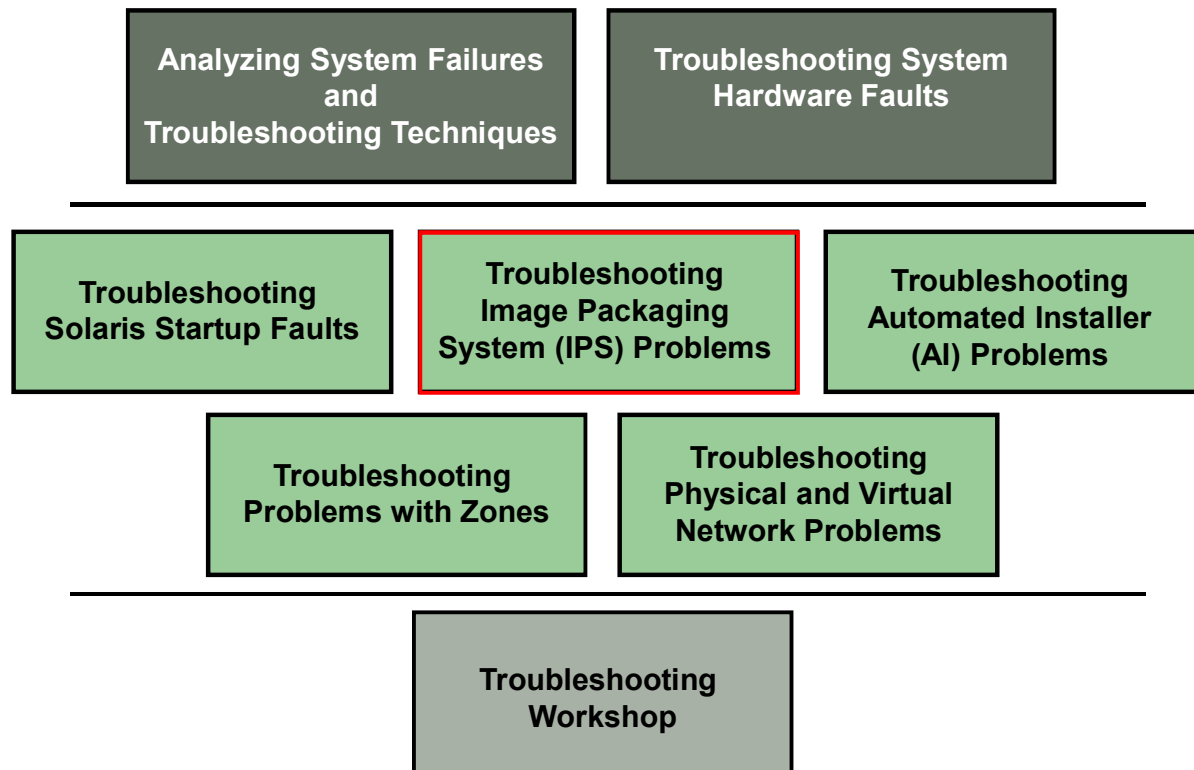 Analyzing System Failures
and
Troubleshooting Techniques
Troubleshooting System
Hardware Faults
Troubleshooting
Solaris Startup Faults
Troubleshooting
Image Packaging
System (IPS) Problems
Troubleshooting
Automated Installer
(AI) Problems
Troubleshooting
Problems with Zones
Troubleshooting
Physical and Virtual
Network Problems
Troubleshooting
Workshop